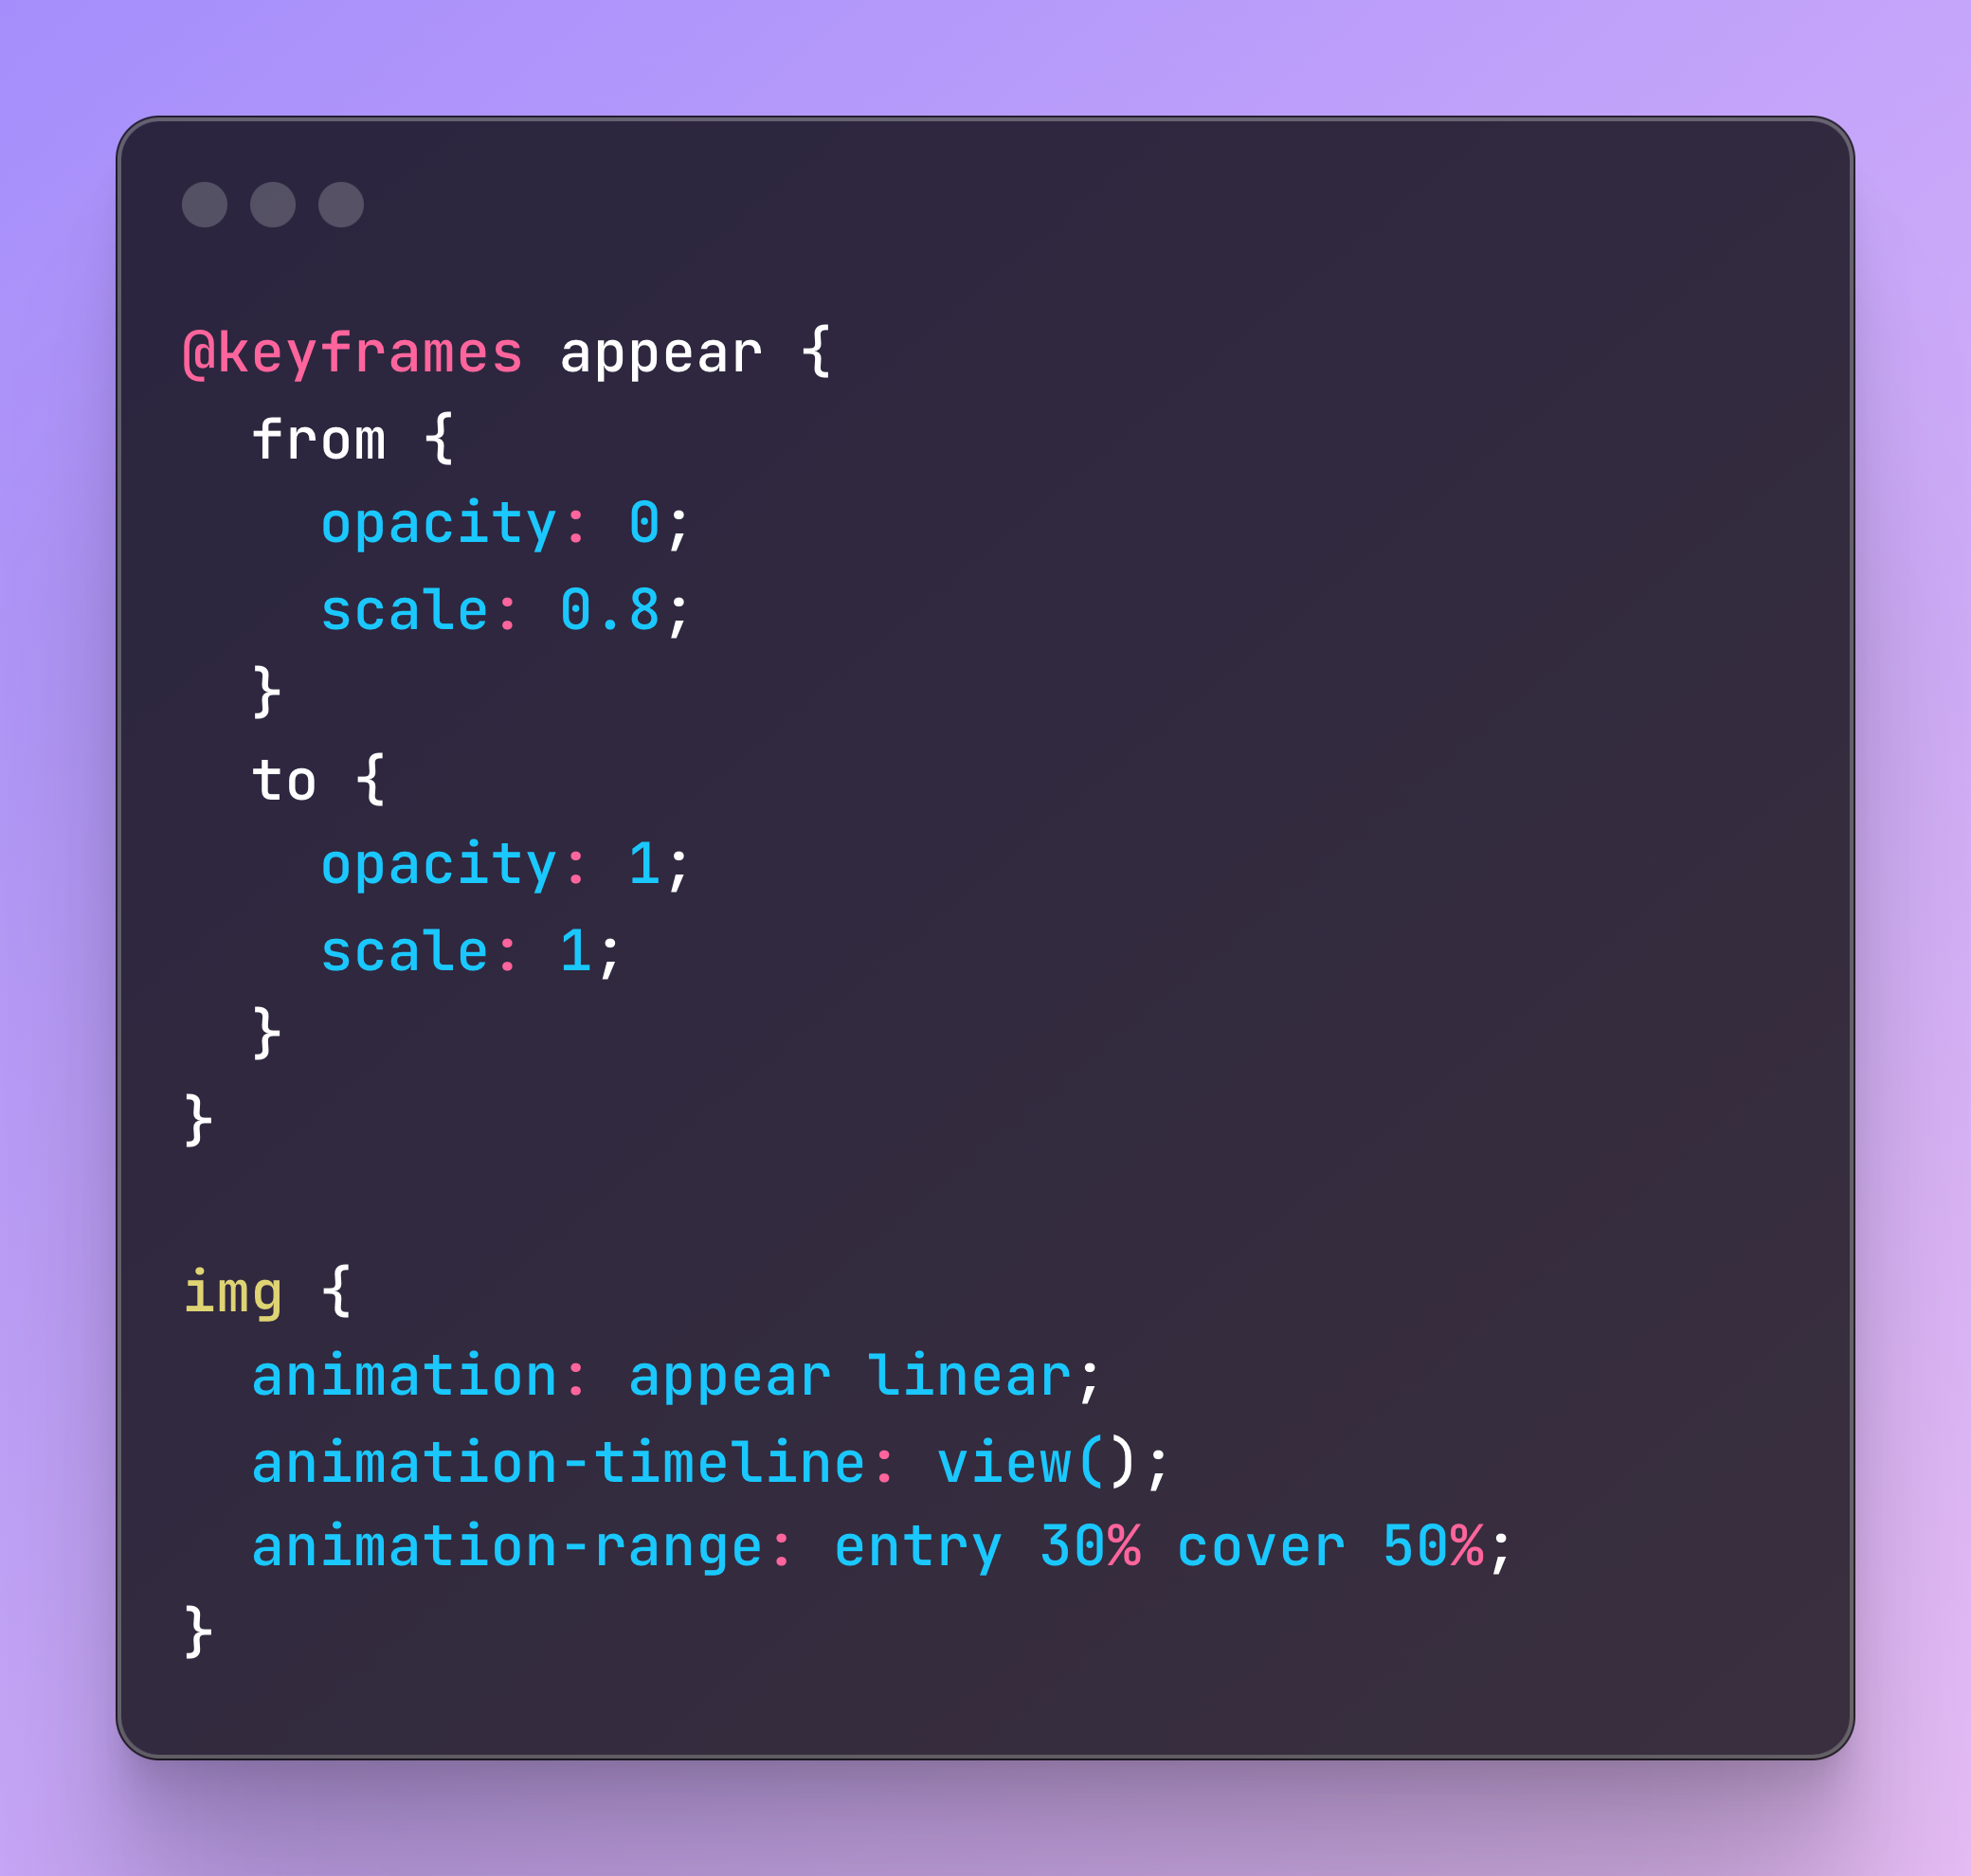 @keyframes appear {
  from {
    opacity: 0;
    scale: 0.8;
  }
  to {
    opacity: 1;
    scale: 1;
  }
}

img {
  animation: appear linear;
  animation-timeline: view();
  animation-range: entry 30% cover 50%;
}